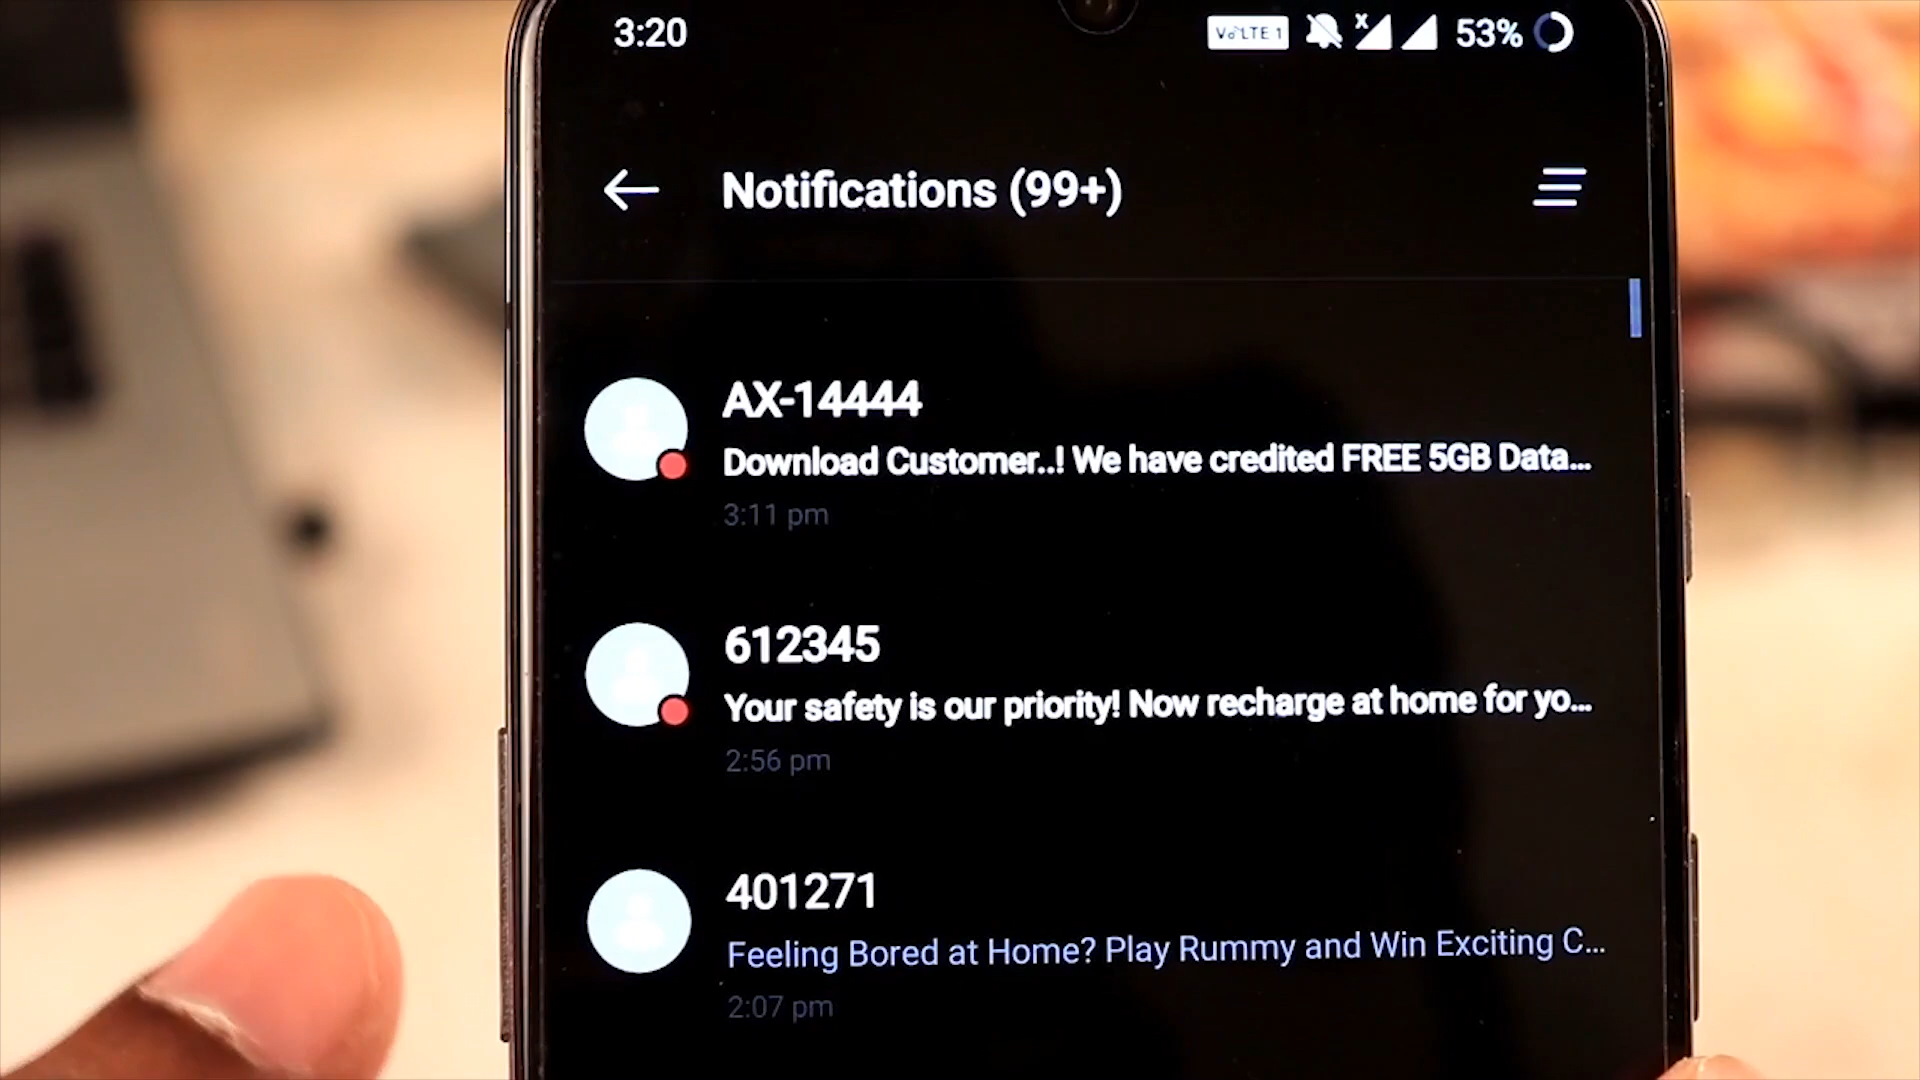 3:20
VoLTE 1
53%
Notifications (99+)
AX-14444
Download Customer..! We have credited FREE 5GB Data...
3:11 pm
612345
Your safety is our priority! Now recharge at home for yo...
2:56 pm
401271
Feeling Bored at Home? Play Rummy and Win Exciting C...
2:07 pm